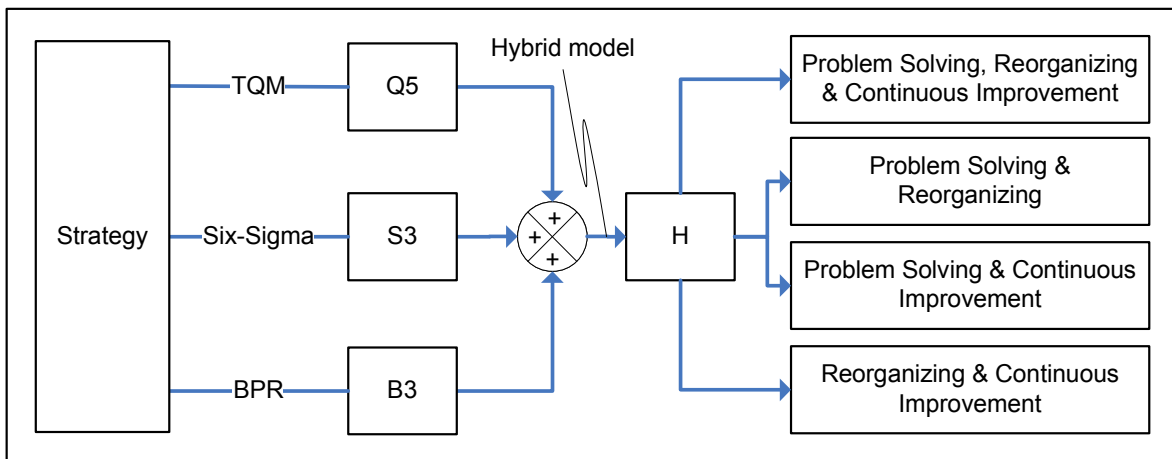 Hybrid model
Strategy
TQM
Q5
Six-Sigma
S3
BPR
B3
+
+
+
H
Problem Solving, Reorganizing
& Continuous Improvement
Problem Solving &
Reorganizing
Problem Solving & Continuous
Improvement
Reorganizing & Continuous
Improvement